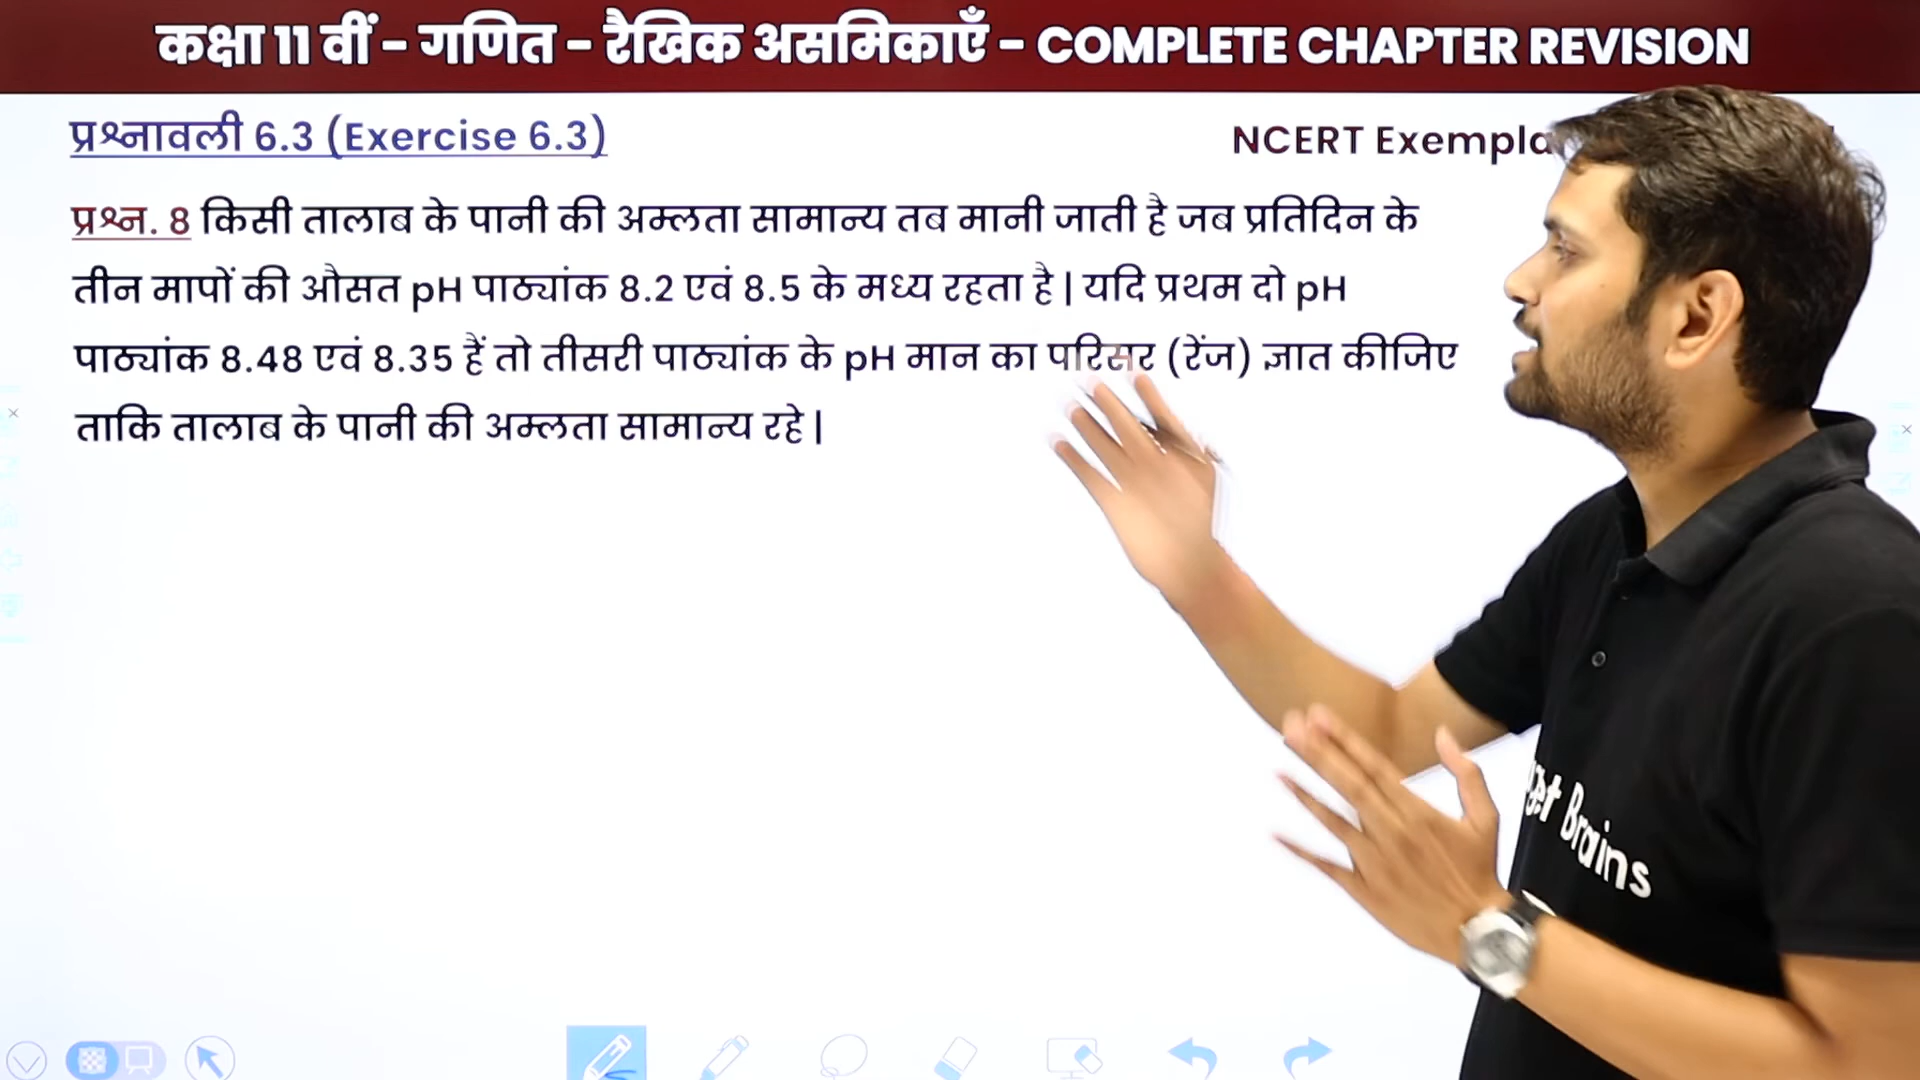 कक्षा 11 वीं - गणित - रैखिक असमिकाएँ - COMPLETE CHAPTER REVISION
प्रश्नावली 6.3 (Exercise 6.3)
NCERT
प्रश्न. 8 किसी तालाब के पानी की अम्लता सामान्य तब मानी जाती है जब प्रतिदिन के
तीन मापों की औसत pH पाठ्यांक 8.2 एवं 8.5 के मध्य रहता है | यदि प्रथम दो pH
पाठ्यांक 8.48 एवं 8.35 हैं तो तीसरी पाठ्यांक के pH मान का परिसर (रेंज) ज्ञात कीजिए
ताकि तालाब के पानी की अम्लता सामान्य रहे |
Brains